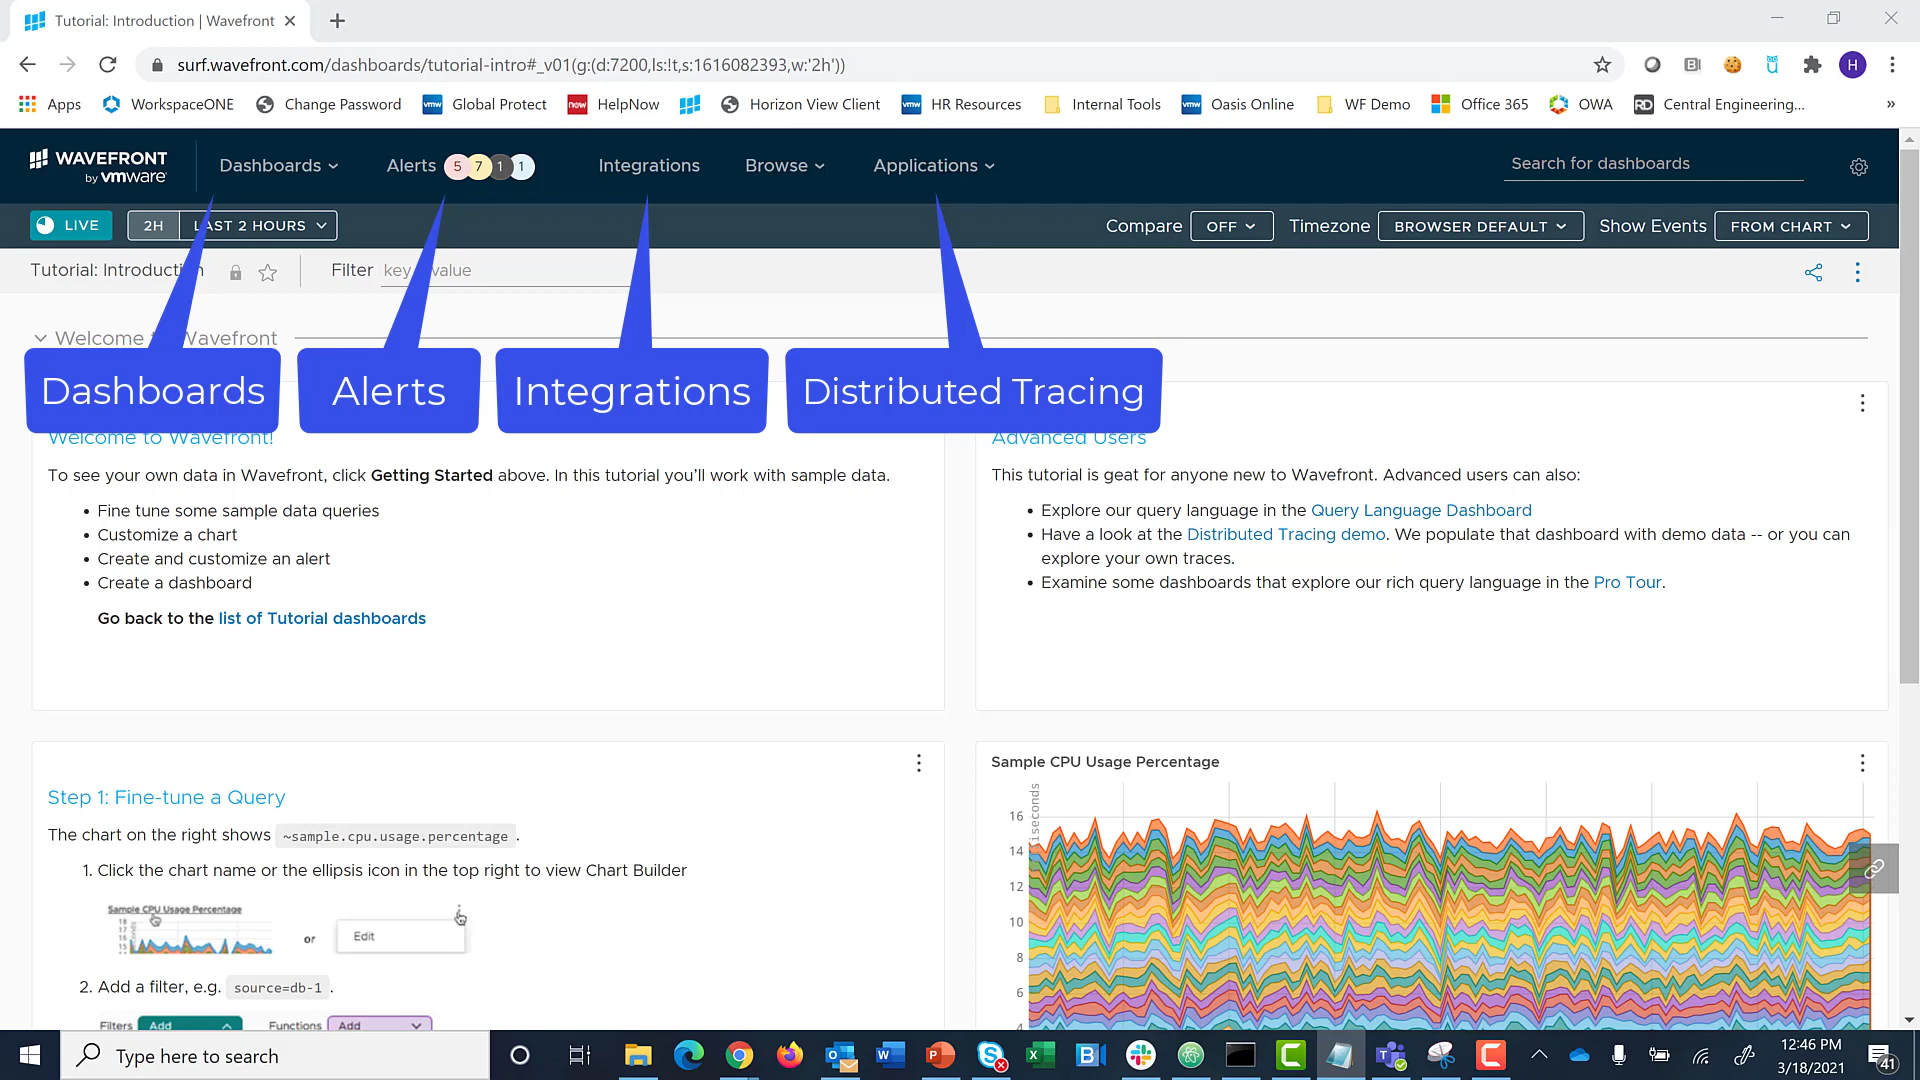 Tutorial: Introduction | Wavefront
surf.wavefront.com/dashboards/tutorial-intro#_v01(g:(d:7200,ls:!t,s:1616082393,w:'2h'))
H
Apps WorkspaceONE Change Password vmw Global Protect now HelpNow Horizon View Client vmw HR Resources Internal Tools vmw Oasis Online WF Demo Office 365 OWA RD Central Engineering... »
WAVEFRONT
by vmware
Dashboards Alerts 5 7 1 1 Integrations Browse Applications Search for dashboards
LIVE 2H LAST 2 HOURS Compare OFF Timezone BROWSER DEFAULT Show Events FROM CHART
Tutorial: Introduction Filter key value
Welcome Wavefront
Dashboards Alerts Integrations Distributed Tracing
Welcome to Wavefront!
To see your own data in Wavefront, click Getting Started above. In this tutorial you'll work with sample data.
• Fine tune some sample data queries
• Customize a chart
• Create and customize an alert
• Create a dashboard
Go back to the list of Tutorial dashboards
Advanced Users
This tutorial is geat for anyone new to Wavefront. Advanced users can also:
• Explore our query language in the Query Language Dashboard
• Have a look at the Distributed Tracing demo. We populate that dashboard with demo data -- or you can
explore your own traces.
• Examine some dashboards that explore our rich query language in the Pro Tour.
Step 1: Fine-tune a Query
The chart on the right shows ~sample.cpu.usage.percentage .
1. Click the chart name or the ellipsis icon in the top right to view Chart Builder
Sample CPU Usage Percentage
18
17
16
15
or
Edit
2. Add a filter, e.g. source=db-1 .
Filters Add Functions Add
Sample CPU Usage Percentage
16
14
12
10
8
6
4
Type here to search
12:46 PM
3/18/2021
41